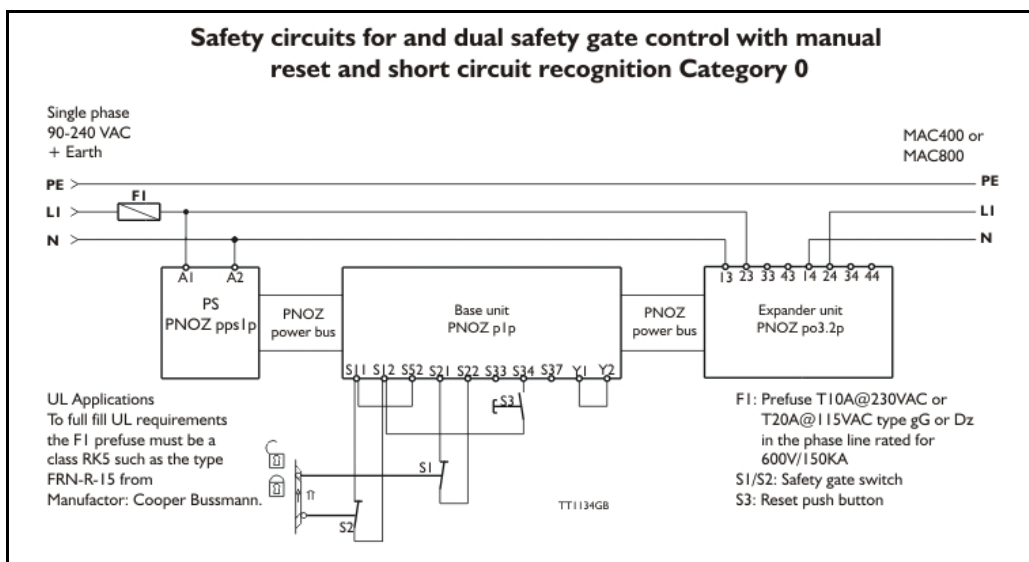 Safety circuits for and dual safety gate control with manual
reset and short circuit recognition Category 0
Single phase
90-240 VAC
+ Earth
MAC400 or
MAC800
PE
PE
F1
L1
L1
N
N
A1 A2
13 23 33 43 14 24 34 44
PS
PNOZ pps1p
PNOZ
power bus
Base unit
PNOZ p1p
PNOZ
power bus
Expander unit
PNOZ po3.2p
S11 S12 S52 S21 S22 S33 S34 S37 Y1 Y2
UL Applications
To full fill UL requirements
the F1 prefuse must be a
class RK5 such as the type
FRN-R-15 from
Manufactor: Cooper Bussmann.
S3
S1
S2
TT1134GB
F1: Prefuse T10A@230VAC or
T20A@115VAC type gG or Dz
in the phase line rated for
600V/150KA
S1/S2: Safety gate switch
S3: Reset push button